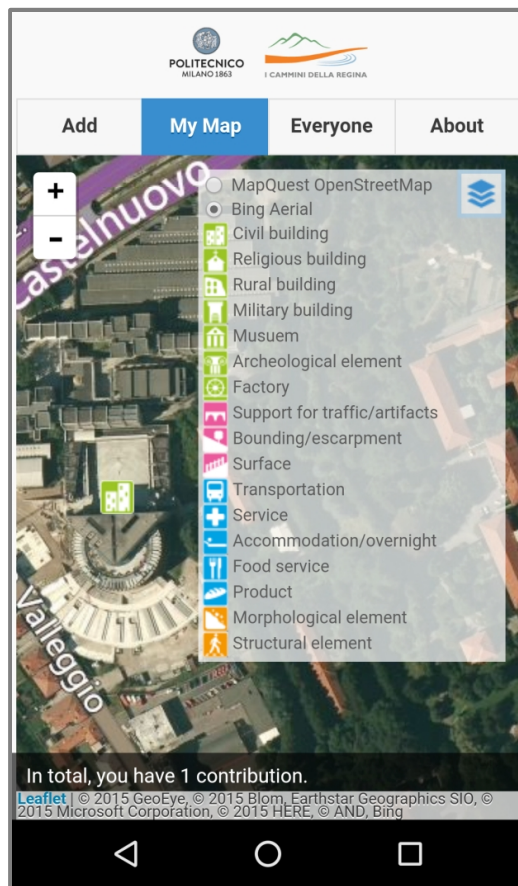 POLITECNICO
MILANO 1863
I CAMMINI DELLA REGINA
Add
My Map
Everyone
About
+
-
Castelnuovo
MapQuest OpenStreetMap
Bing Aerial
Civil building
Religious building
Rural building
Military building
Musuem
Archeological element
Factory
Support for traffic/artifacts
Bounding/escarpment
Surface
Transportation
Service
Accommodation/overnight
Food service
Product
Morphological element
Structural element
Valleggio
In total, you have 1 contribution.
Leaflet | © 2015 GeoEye, © 2015 Blom, Earthstar Geographics SIO, ©
2015 Microsoft Corporation, © 2015 HERE, © AND, Bing